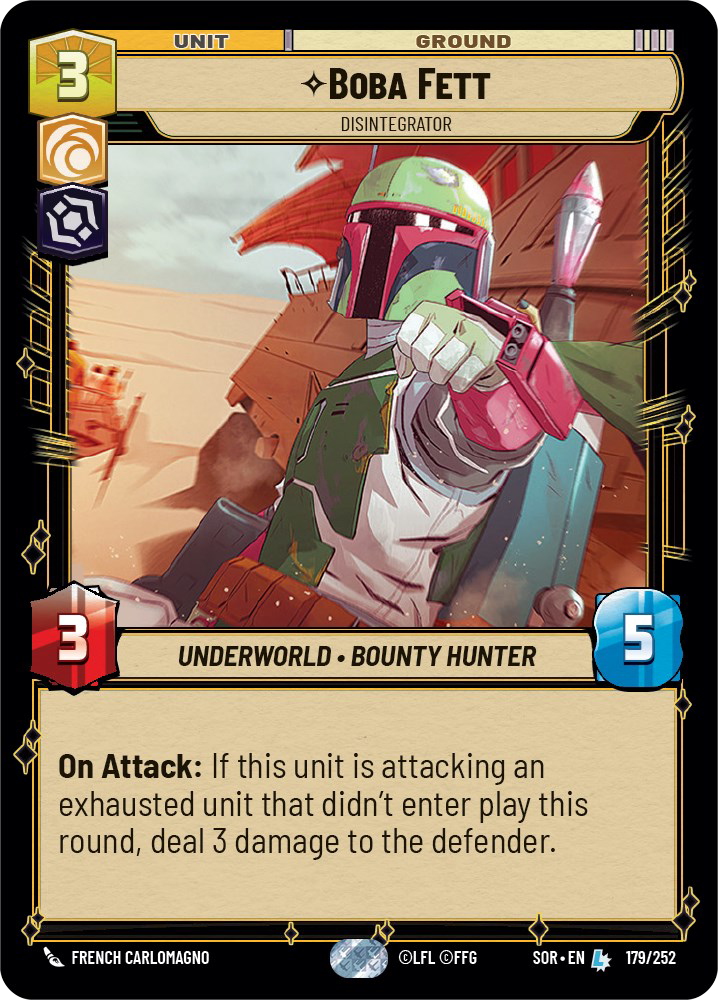 UNIT
GROUND
3
BOBA FETT
DISINTEGRATOR
3
UNDERWORLD • BOUNTY HUNTER
5
On Attack: If this unit is attacking an
exhausted unit that didn't enter play this
round, deal 3 damage to the defender.
FRENCH CARLOMAGNO
©LFL ©FFG
SOR • EN L 179/252